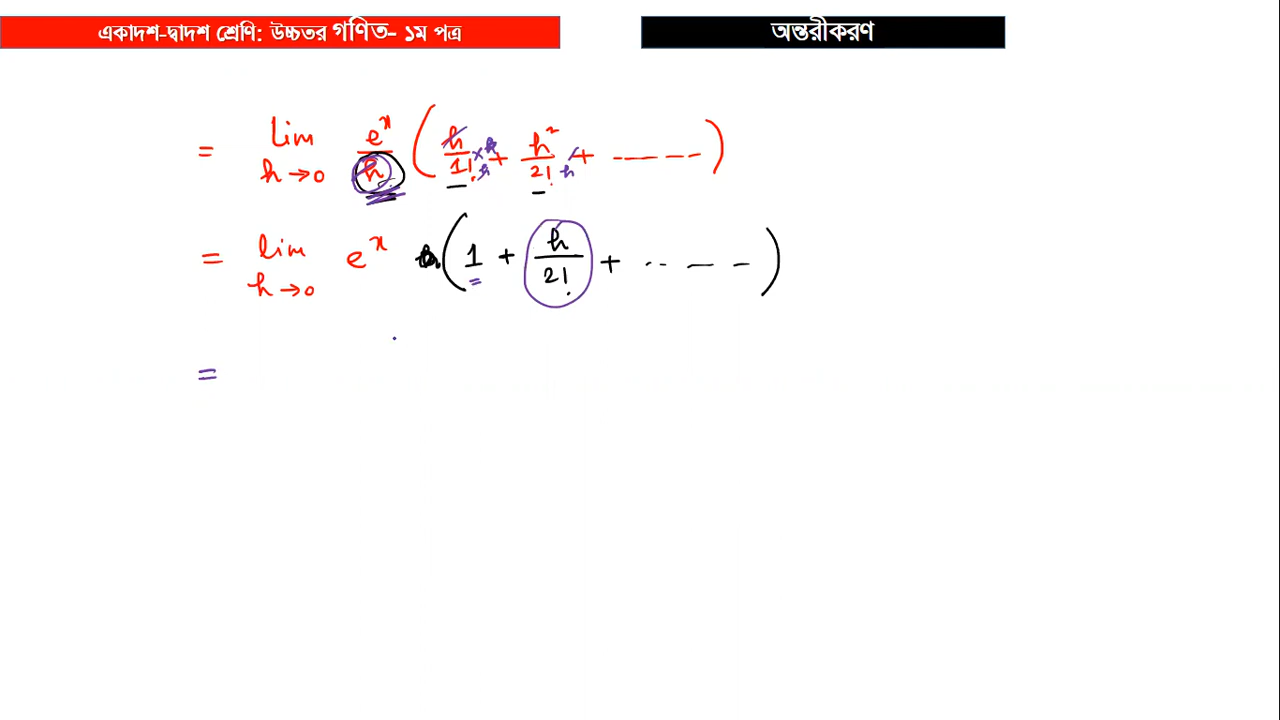 একাদশ-দ্বাদশ শ্রেণি: উচ্চতর গণিত- ১ম পত্র
অন্তরীকরণ
= lim h→0 e^x/h (h/1! × h/h + h²/2! h + ------)
= lim h→0 e^x (1 + h/2! + ------)
=